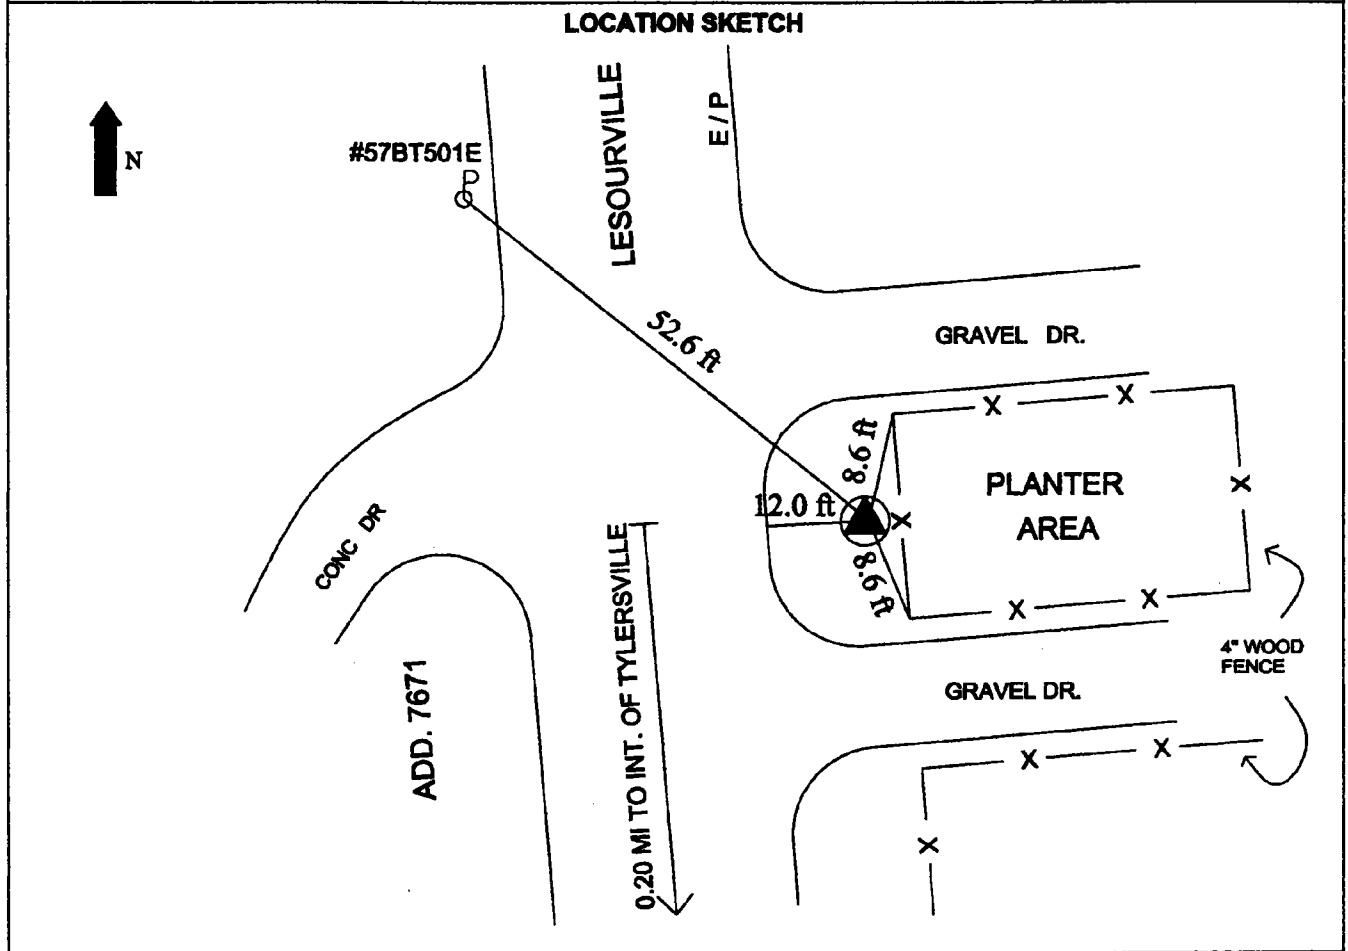 LOCATION SKETCH
N
#57BT501E
P
LESOURVILLE
E / P
52.6 ft
GRAVEL DR.
X
X
8.6 ft
PLANTER
AREA
X
12.0 ft
X
8.6 ft
X
X
CONC DR
4" WOOD
FENCE
ADD. 7671
0.20 MI TO INT. OF TYLERSVILLE
GRAVEL DR.
X
X
X